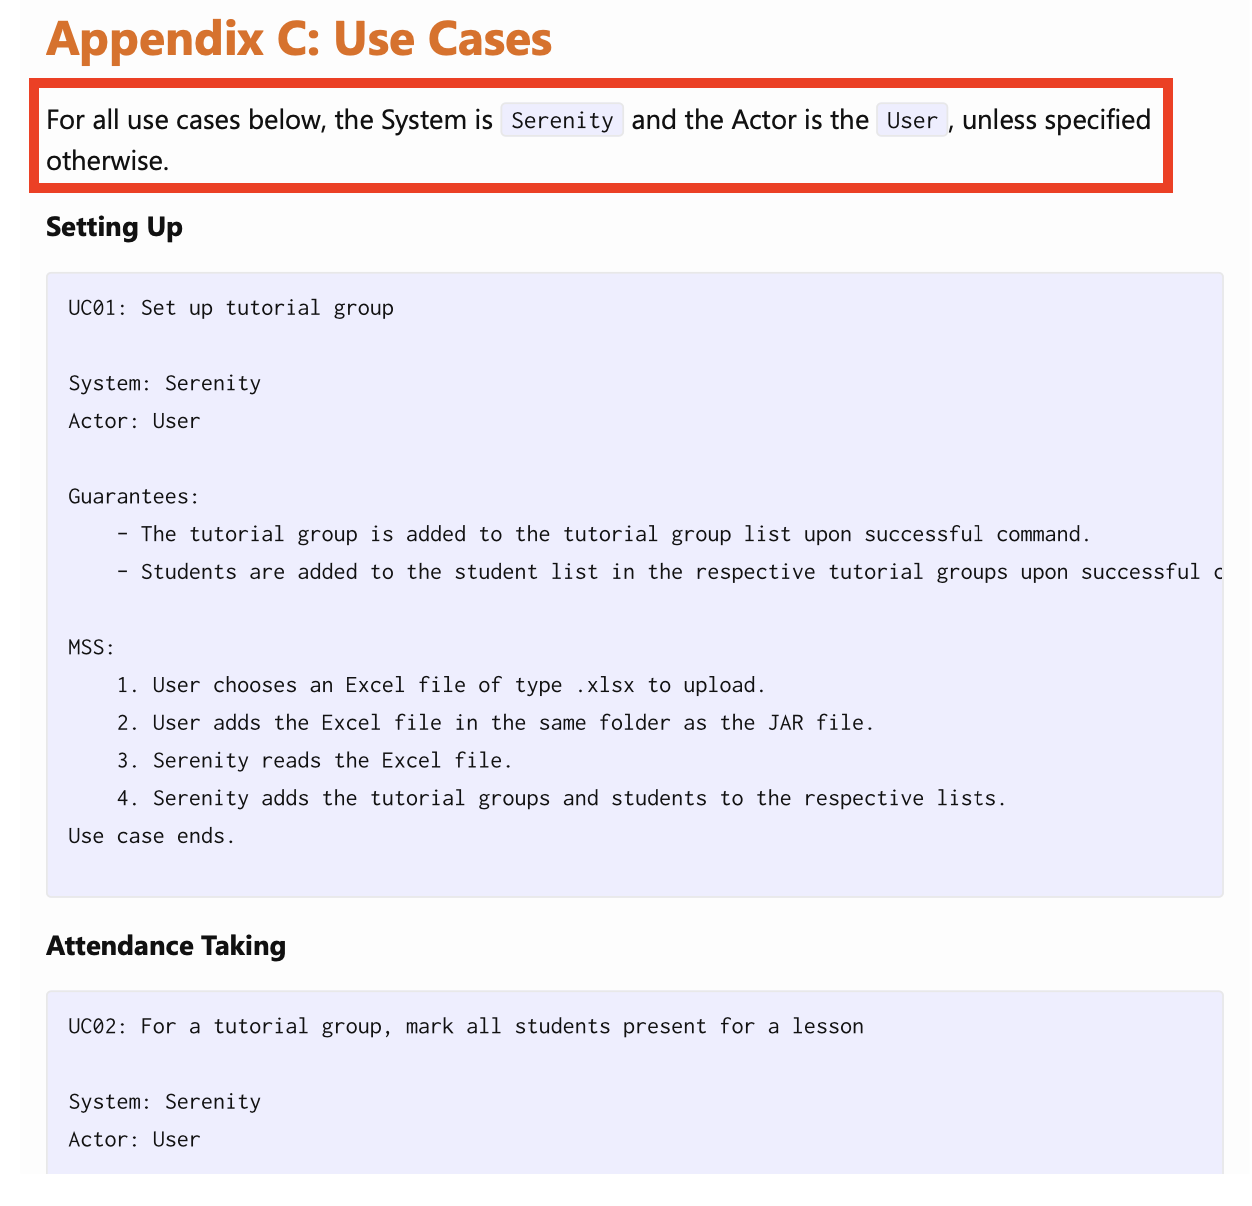 Appendix C: Use Cases
For all use cases below, the System is Serenity and the Actor is the User, unless specified
otherwise.
Setting Up
UC01: Set up tutorial group
System: Serenity
Actor: User
Guarantees:
- The tutorial group is added to the tutorial group list upon successful command.
- Students are added to the student list in the respective tutorial groups upon successful
MSS:
1. User chooses an Excel file of type .xlsx to upload.
2. User adds the Excel file in the same folder as the JAR file.
3. Serenity reads the Excel file.
4. Serenity adds the tutorial groups and students to the respective lists.
Use case ends.
Attendance Taking
UC02: For a tutorial group, mark all students present for a lesson
System: Serenity
Actor: User